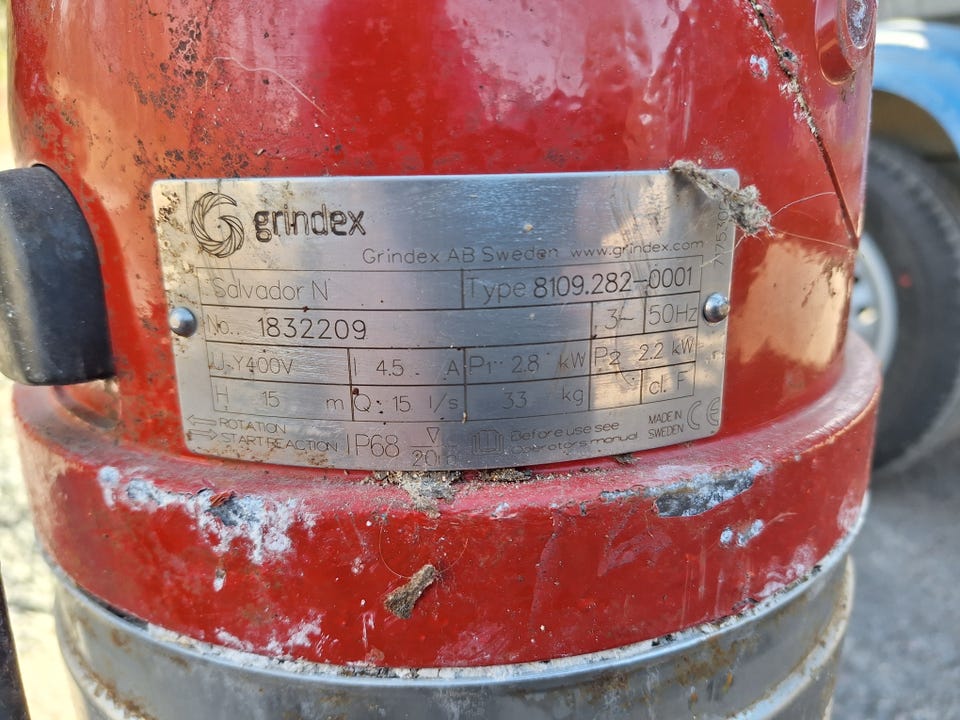 grindex
Grindex AB Sweden www.grindex.com
Salvador N Type 8109.282-0001
No.: 1832209 3~ 50Hz
U-Y400V I 4.5 A P1: 2.8 kW P2 2.2 kW
H 15 m Q: 15 l/s 33 kg cl. F
ROTATION
START REACTION IP68 Before use see
Operators manual MADE IN
SWEDEN CE